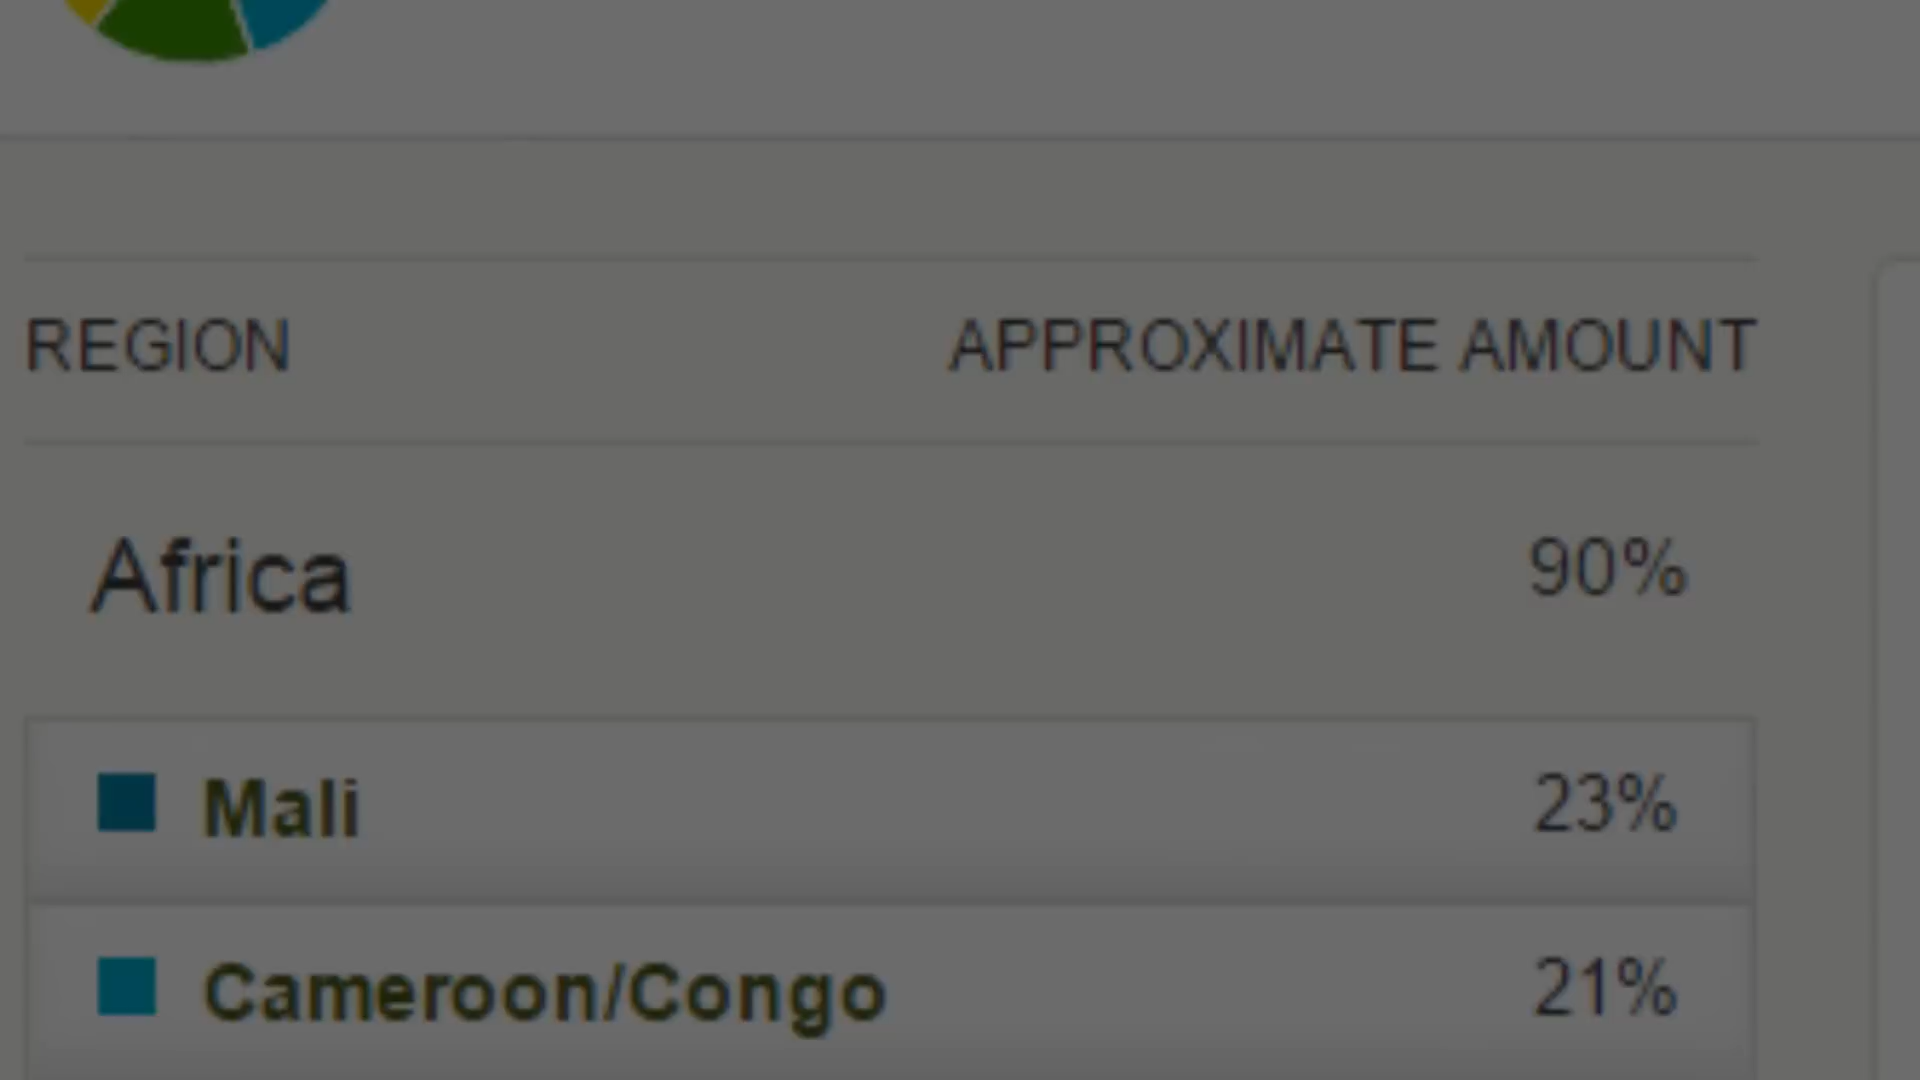 REGION APPROXIMATE AMOUNT
Africa 90%
Mali 23%
Cameroon/Congo 21%